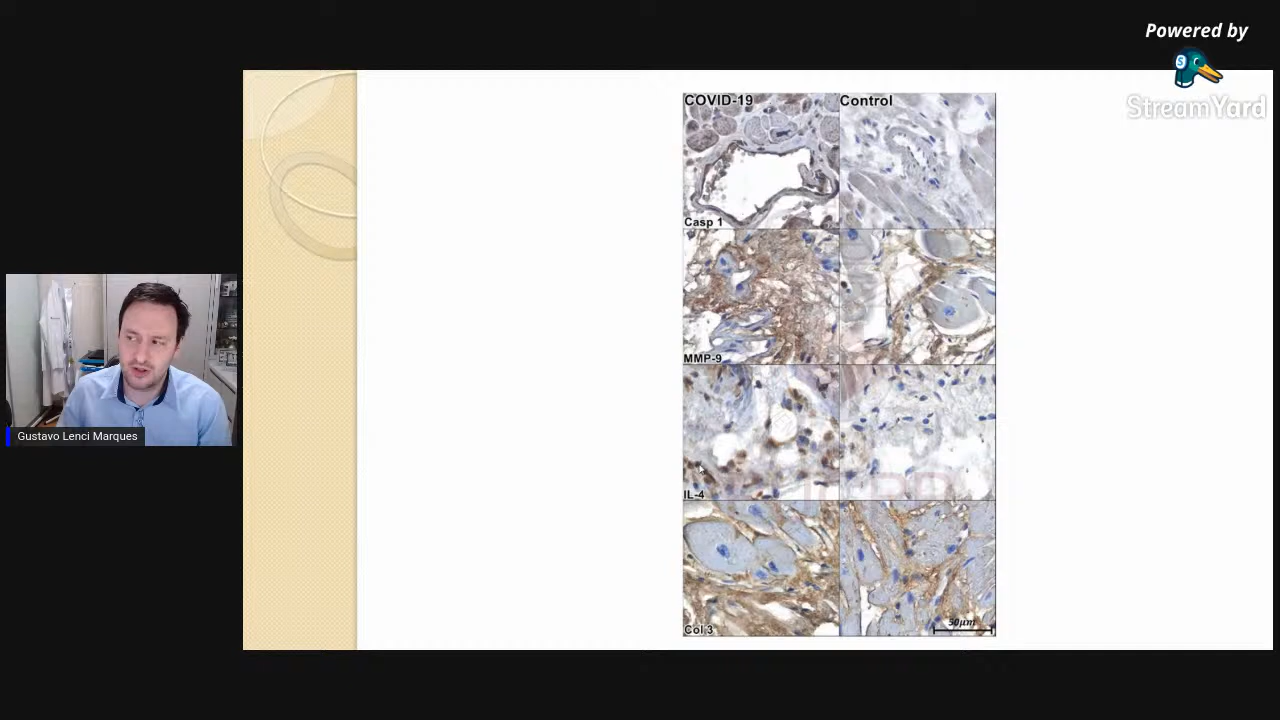 Powered by
StreamYard
COVID-19
Control
Casp 1
MMP-9
IL-4
Col 3
50µm
Gustavo Lenci Marques